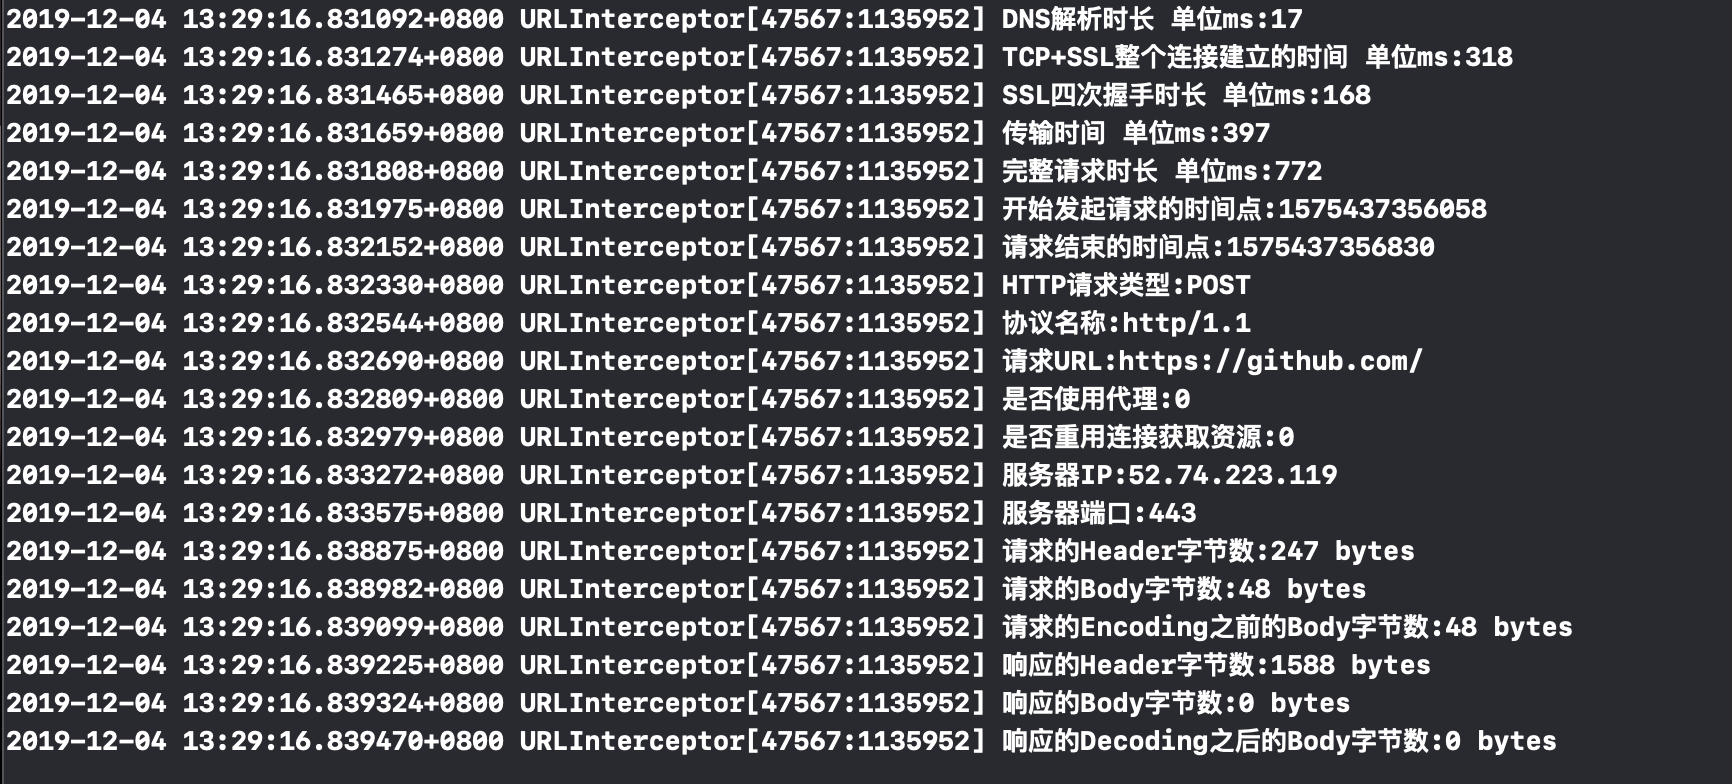 2019-12-04 13:29:16.831092+0800 URLInterceptor[47567:1135952] DNS解析时长 单位ms:17
2019-12-04 13:29:16.831274+0800 URLInterceptor[47567:1135952] TCP+SSL整个连接建立的时间 单位ms:318
2019-12-04 13:29:16.831465+0800 URLInterceptor[47567:1135952] SSL四次握手时长 单位ms:168
2019-12-04 13:29:16.831659+0800 URLInterceptor[47567:1135952] 传输时间 单位ms:397
2019-12-04 13:29:16.831808+0800 URLInterceptor[47567:1135952] 完整请求时长 单位ms:772
2019-12-04 13:29:16.831975+0800 URLInterceptor[47567:1135952] 开始发起请求的时间点:1575437356058
2019-12-04 13:29:16.832152+0800 URLInterceptor[47567:1135952] 请求结束的时间点:1575437356830
2019-12-04 13:29:16.832330+0800 URLInterceptor[47567:1135952] HTTP请求类型:POST
2019-12-04 13:29:16.832544+0800 URLInterceptor[47567:1135952] 协议名称:http/1.1
2019-12-04 13:29:16.832690+0800 URLInterceptor[47567:1135952] 请求URL:https://github.com/
2019-12-04 13:29:16.832809+0800 URLInterceptor[47567:1135952] 是否使用代理:0
2019-12-04 13:29:16.832979+0800 URLInterceptor[47567:1135952] 是否重用连接获取资源:0
2019-12-04 13:29:16.833272+0800 URLInterceptor[47567:1135952] 服务器IP:52.74.223.119
2019-12-04 13:29:16.833575+0800 URLInterceptor[47567:1135952] 服务器端口:443
2019-12-04 13:29:16.838875+0800 URLInterceptor[47567:1135952] 请求的Header字节数:247 bytes
2019-12-04 13:29:16.838982+0800 URLInterceptor[47567:1135952] 请求的Body字节数:48 bytes
2019-12-04 13:29:16.839099+0800 URLInterceptor[47567:1135952] 请求的Encoding之前的Body字节数:48 bytes
2019-12-04 13:29:16.839225+0800 URLInterceptor[47567:1135952] 响应的Header字节数:1588 bytes
2019-12-04 13:29:16.839324+0800 URLInterceptor[47567:1135952] 响应的Body字节数:0 bytes
2019-12-04 13:29:16.839470+0800 URLInterceptor[47567:1135952] 响应的Decoding之后的Body字节数:0 bytes